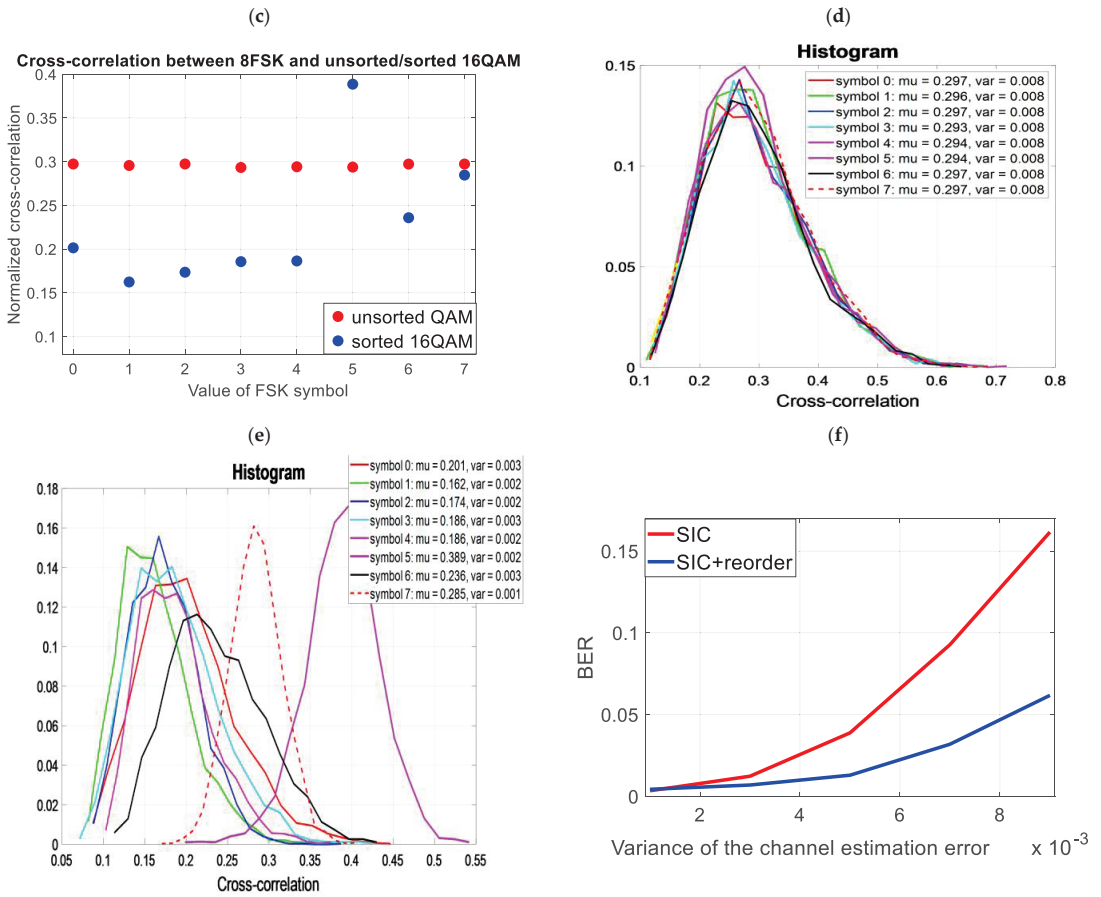 (c)
Cross-correlation between 8FSK and unsorted/sorted 16QAM
Normalized cross-correlation
0.4
0.35
0.3
0.25
0.2
0.15
0.1
unsorted QAM
sorted 16QAM
0 1 2 3 4 5 6 7
Value of FSK symbol
(d)
Histogram
0.15
0.1
0.05
0
symbol 0: mu = 0.297, var = 0.008
symbol 1: mu = 0.296, var = 0.008
symbol 2: mu = 0.297, var = 0.008
symbol 3: mu = 0.293, var = 0.008
symbol 4: mu = 0.294, var = 0.008
symbol 5: mu = 0.294, var = 0.008
symbol 6: mu = 0.297, var = 0.008
symbol 7: mu = 0.297, var = 0.008
0.1 0.2 0.3 0.4 0.5 0.6 0.7 0.8
Cross-correlation
(e)
Histogram
0.18
0.16
0.14
0.12
0.1
0.08
0.06
0.04
0.02
0
symbol 0: mu = 0.201, var = 0.003
symbol 1: mu = 0.162, var = 0.002
symbol 2: mu = 0.174, var = 0.002
symbol 3: mu = 0.186, var = 0.003
symbol 4: mu = 0.186, var = 0.002
symbol 5: mu = 0.389, var = 0.002
symbol 6: mu = 0.236, var = 0.003
symbol 7: mu = 0.285, var = 0.001
0.05 0.1 0.15 0.2 0.25 0.3 0.35 0.4 0.45 0.5 0.55
Cross-correlation
(f)
BER
0.15
0.1
0.05
0
SIC
SIC+reorder
2 4 6 8
Variance of the channel estimation error x 10-3